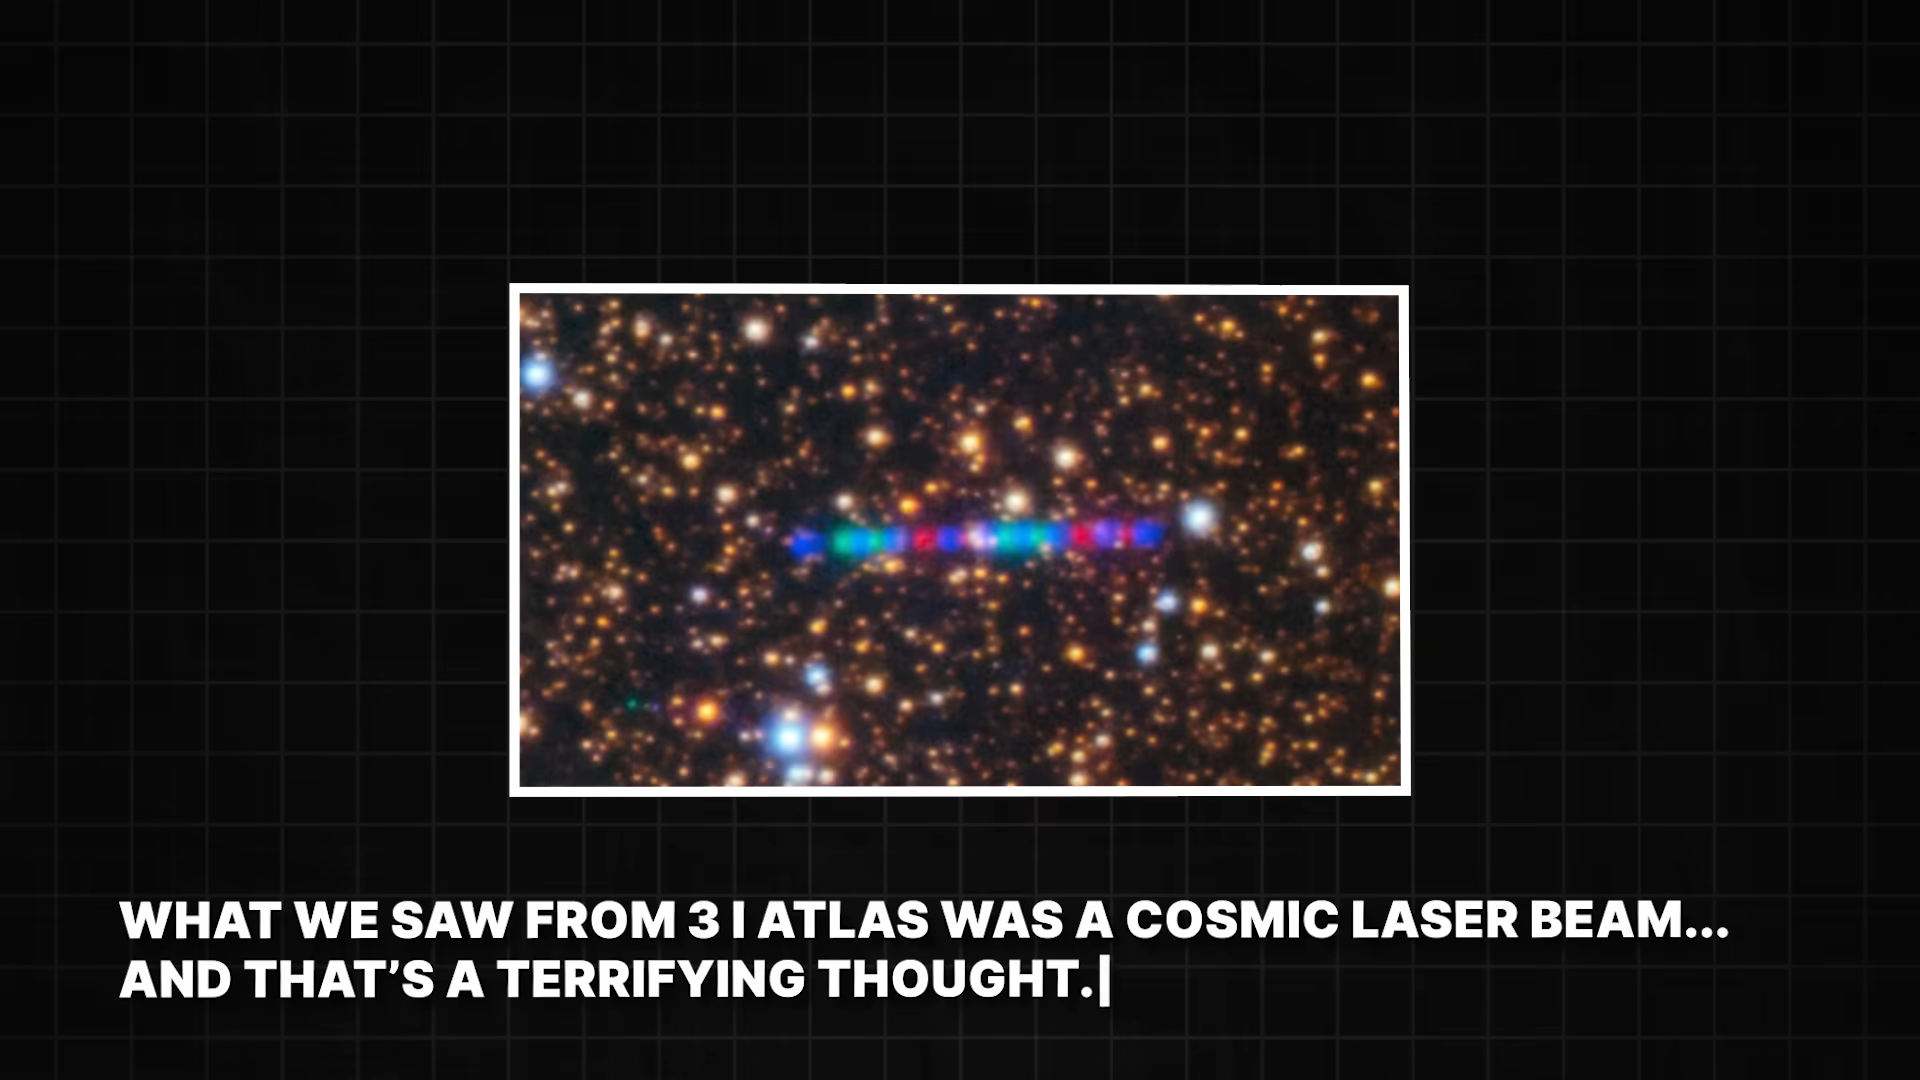 WHAT WE SAW FROM 3 I ATLAS WAS A COSMIC LASER BEAM...
AND THAT’S A TERRIFYING THOUGHT.|